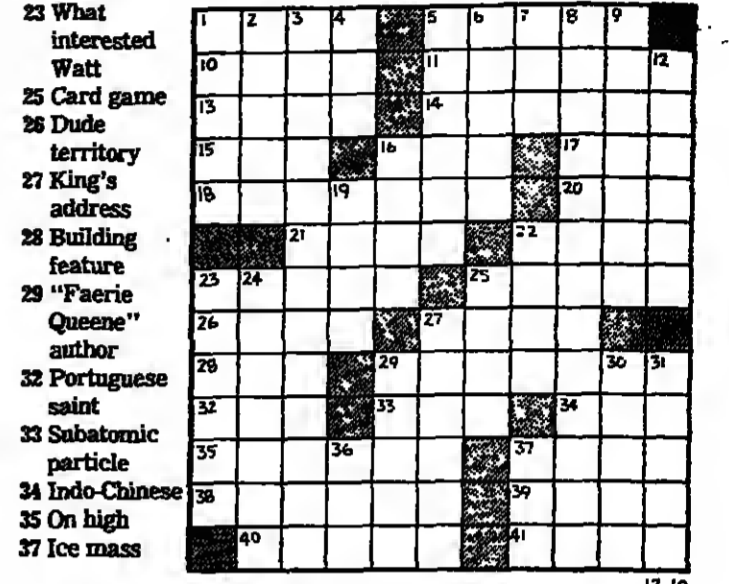 23 What
interested
Watt
25 Card game
26 Dude
territory
27 King's
address
28 Building
feature
29 "Faerie
Queene"
author
32 Portuguese
saint
33 Subatomic
particle
34 Indo-Chinese
35 On high
37 Ice mass
1 2 3 4 5 6 7 8 9
10 11 12
13 14
15 16 17
18 19 20
21 22
23 24 25
26 27
28 29 30 31
32 33 34
35 36 37
38 39
40 41